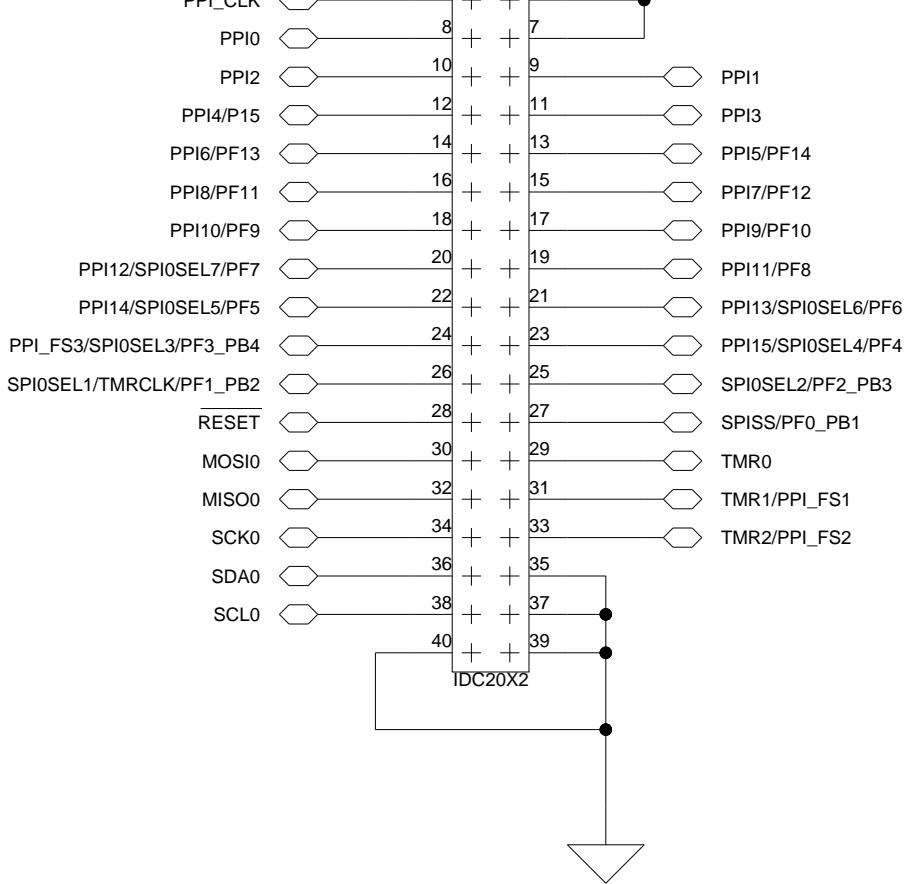 PPI_CLK
PPI0 8 7
PPI2 10 9 PPI1
PPI4/P15 12 11 PPI3
PPI6/PF13 14 13 PPI5/PF14
PPI8/PF11 16 15 PPI7/PF12
PPI10/PF9 18 17 PPI9/PF10
PPI12/SPI0SEL7/PF7 20 19 PPI11/PF8
PPI14/SPI0SEL5/PF5 22 21 PPI13/SPI0SEL6/PF6
PPI_FS3/SPI0SEL3/PF3_PB4 24 23 PPI15/SPI0SEL4/PF4
SPI0SEL1/TMRCLK/PF1_PB2 26 25 SPI0SEL2/PF2_PB3
RESET 28 27 SPISS/PF0_PB1
MOSI0 30 29 TMR0
MISO0 32 31 TMR1/PPI_FS1
SCK0 34 33 TMR2/PPI_FS2
SDA0 36 35
SCL0 38 37
40 39
IDC20X2